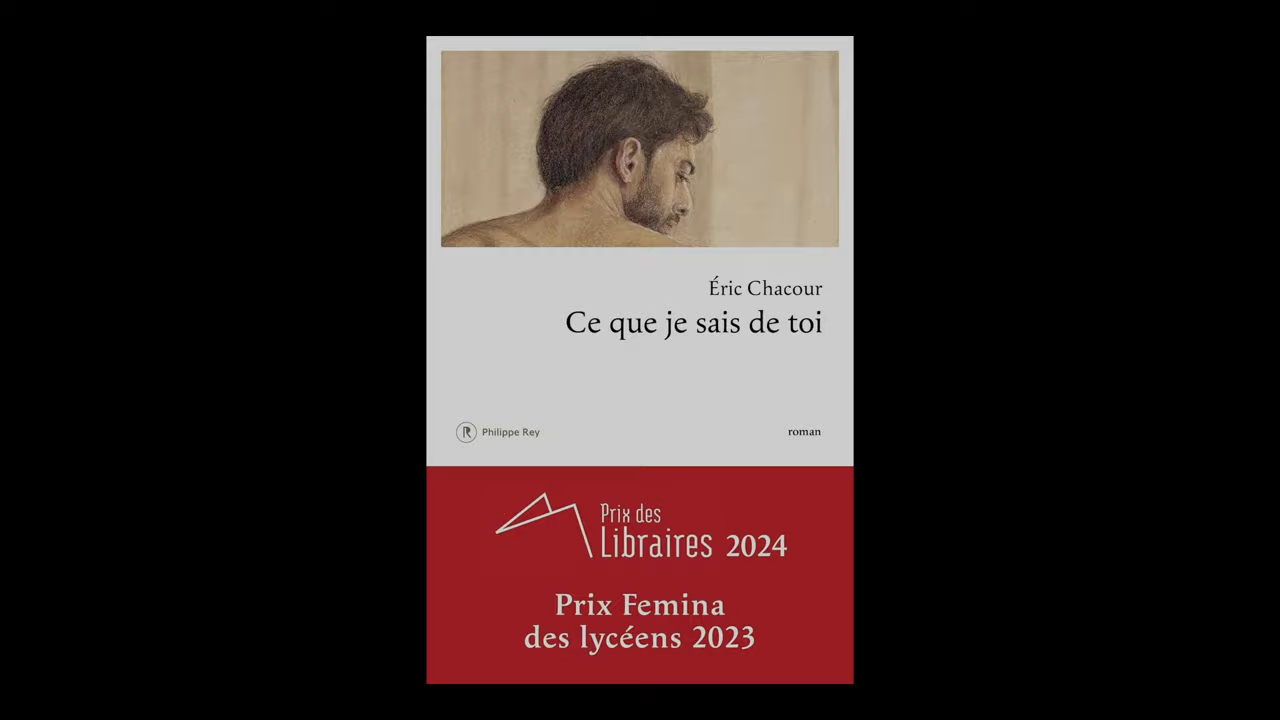 Éric Chacour
Ce que je sais de toi
Philippe Rey
roman
Prix des
Libraires 2024
Prix Femina
des lycéens 2023